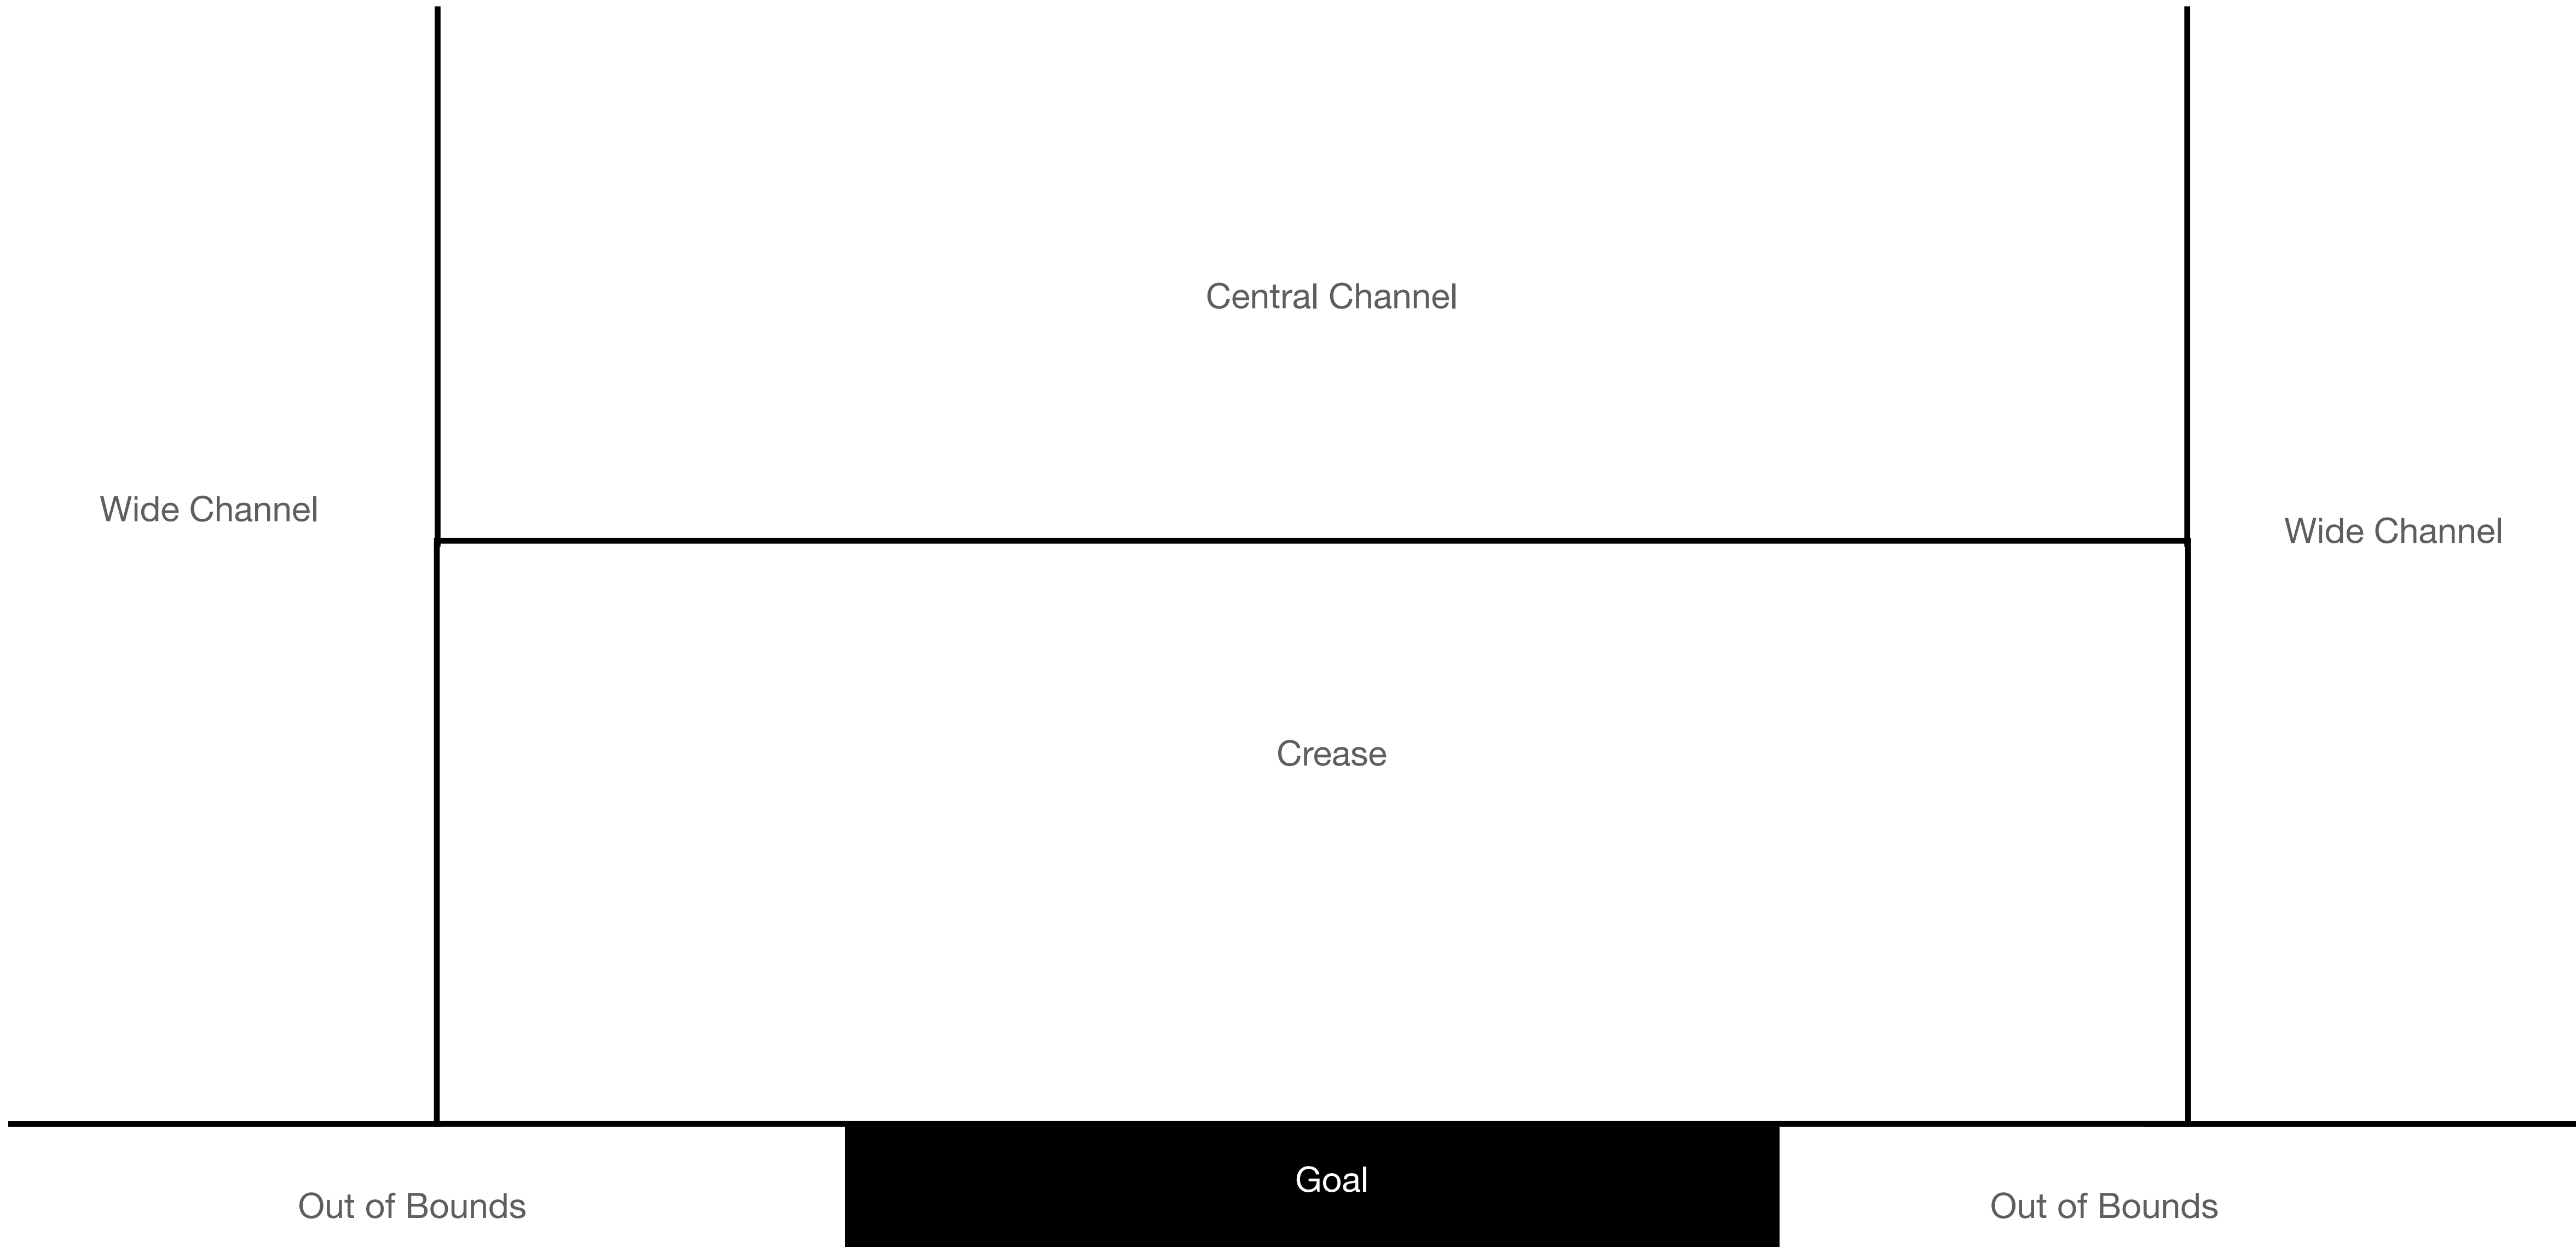 Central Channel
Wide Channel
Wide Channel
Crease
Goal
Out of Bounds
Out of Bounds